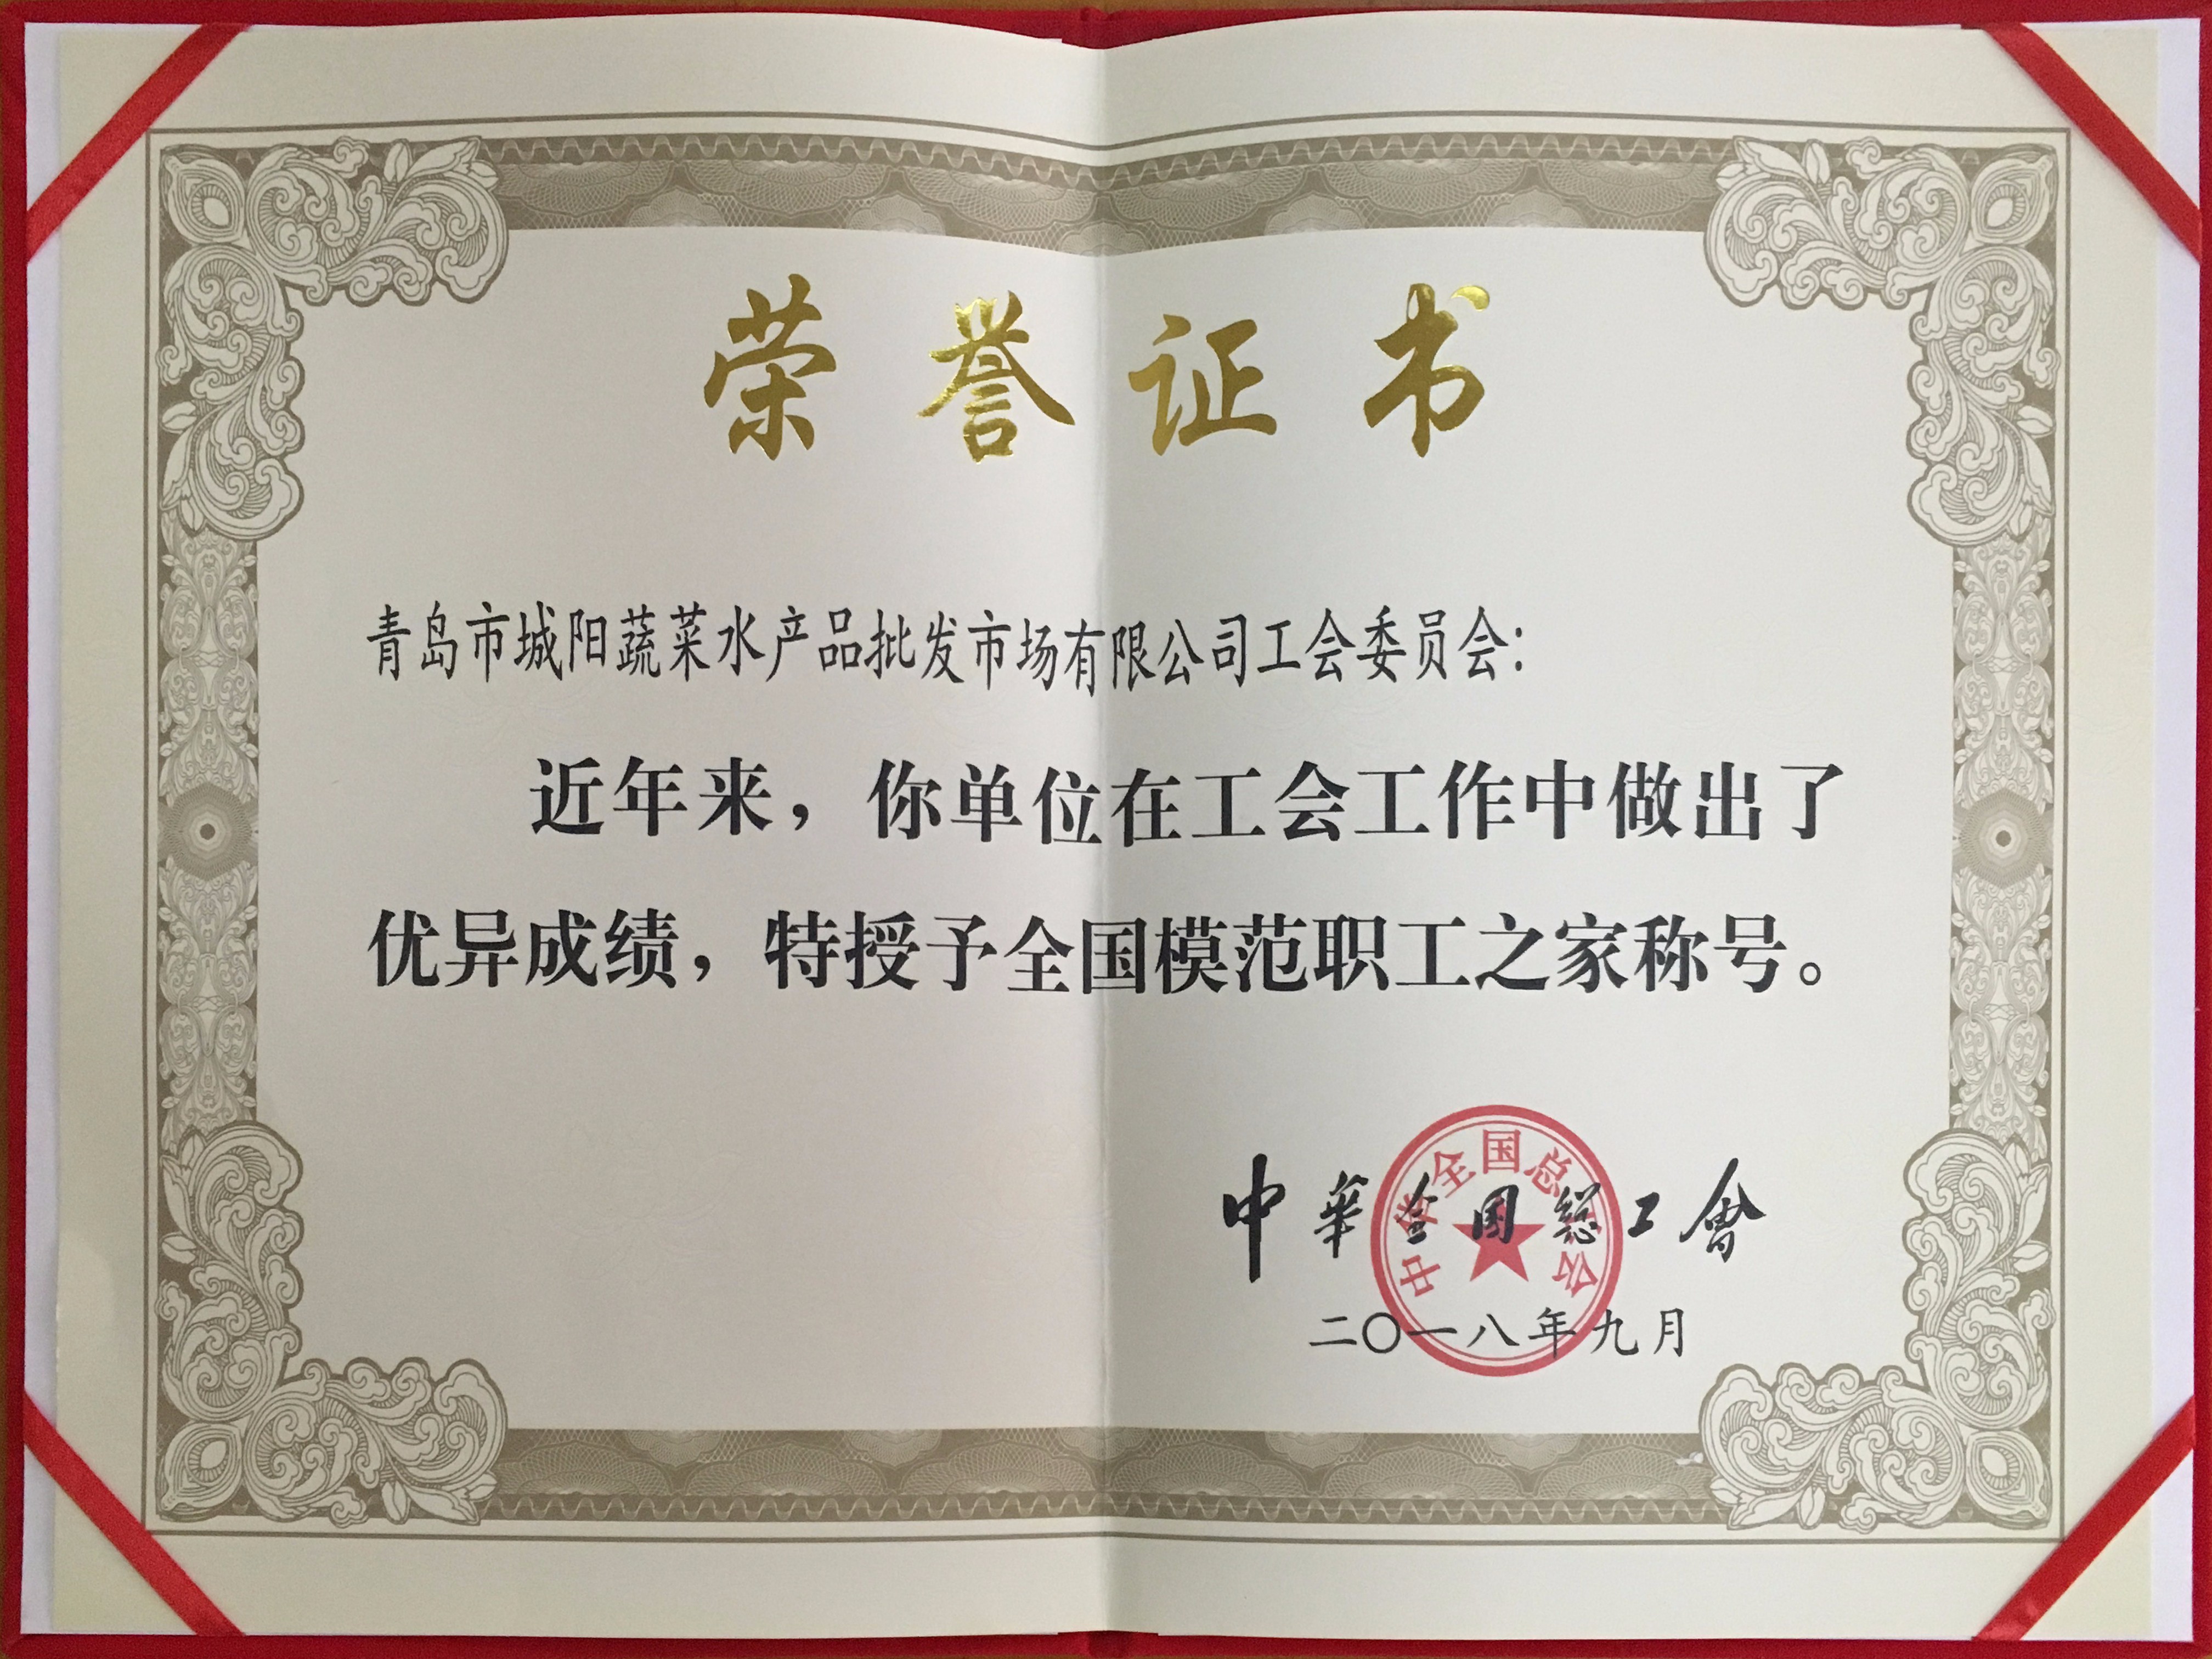 荣誉证书
青岛市城阳蔬菜水产品批发市场有限公司工会委员会：
近年来，你单位在工会工作中做出了
优异成绩，特授予全国模范职工之家称号。
中華全國總工會
中华全国总工会
二〇一八年九月